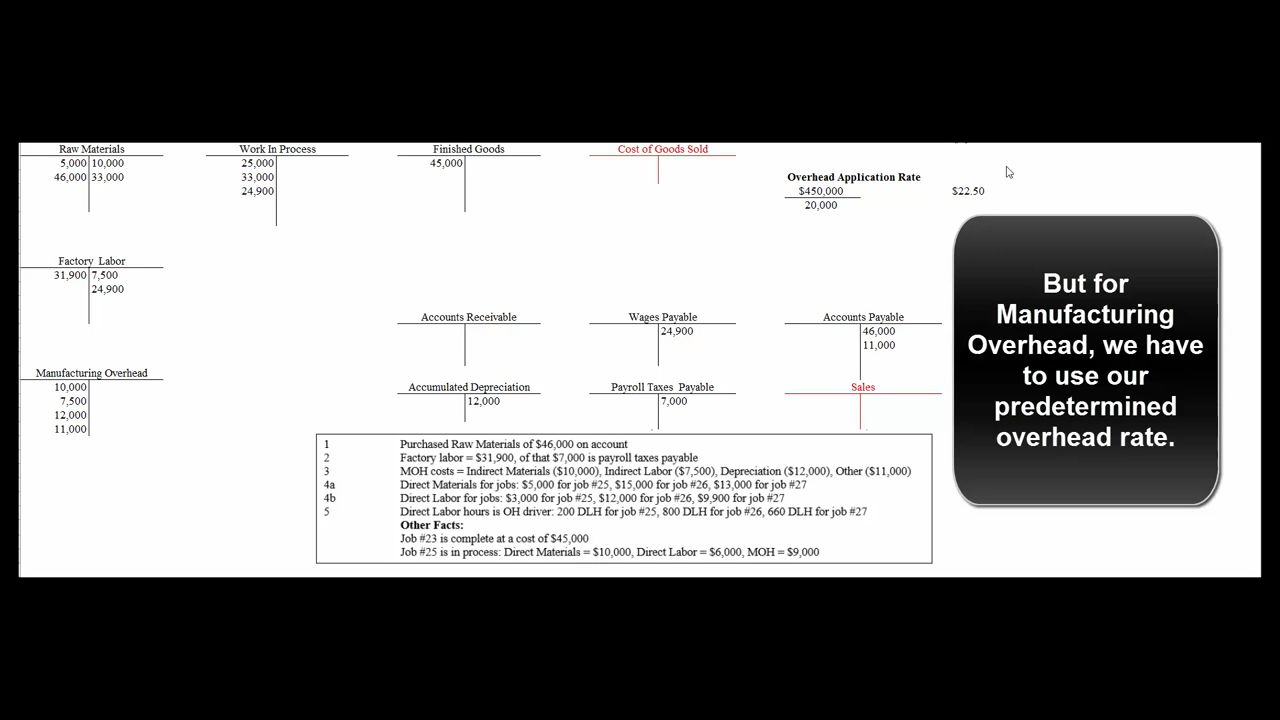 Raw Materials
5,000 10,000
46,000 33,000
Work In Process
25,000
33,000
24,900
Finished Goods
45,000
Cost of Goods Sold
Overhead Application Rate
$450,000 $22.50
20,000
Factory Labor
31,900 7,500
24,900
Accounts Receivable
Wages Payable
24,900
Accounts Payable
46,000
11,000
Manufacturing Overhead
10,000
7,500
12,000
11,000
Accumulated Depreciation
12,000
Payroll Taxes Payable
7,000
Sales
But for
Manufacturing
Overhead, we have
to use our
predetermined
overhead rate.
1 Purchased Raw Materials of $46,000 on account
2 Factory labor = $31,900, of that $7,000 is payroll taxes payable
3 MOH costs = Indirect Materials ($10,000), Indirect Labor ($7,500), Depreciation ($12,000), Other ($11,000)
4a Direct Materials for jobs: $5,000 for job #25, $15,000 for job #26, $13,000 for job #27
4b Direct Labor for jobs: $3,000 for job #25, $12,000 for job #26, $9,900 for job #27
5 Direct Labor hours is OH driver: 200 DLH for job #25, 800 DLH for job #26, 660 DLH for job #27
Other Facts:
Job #23 is complete at a cost of $45,000
Job #25 is in process: Direct Materials = $10,000, Direct Labor = $6,000, MOH = $9,000